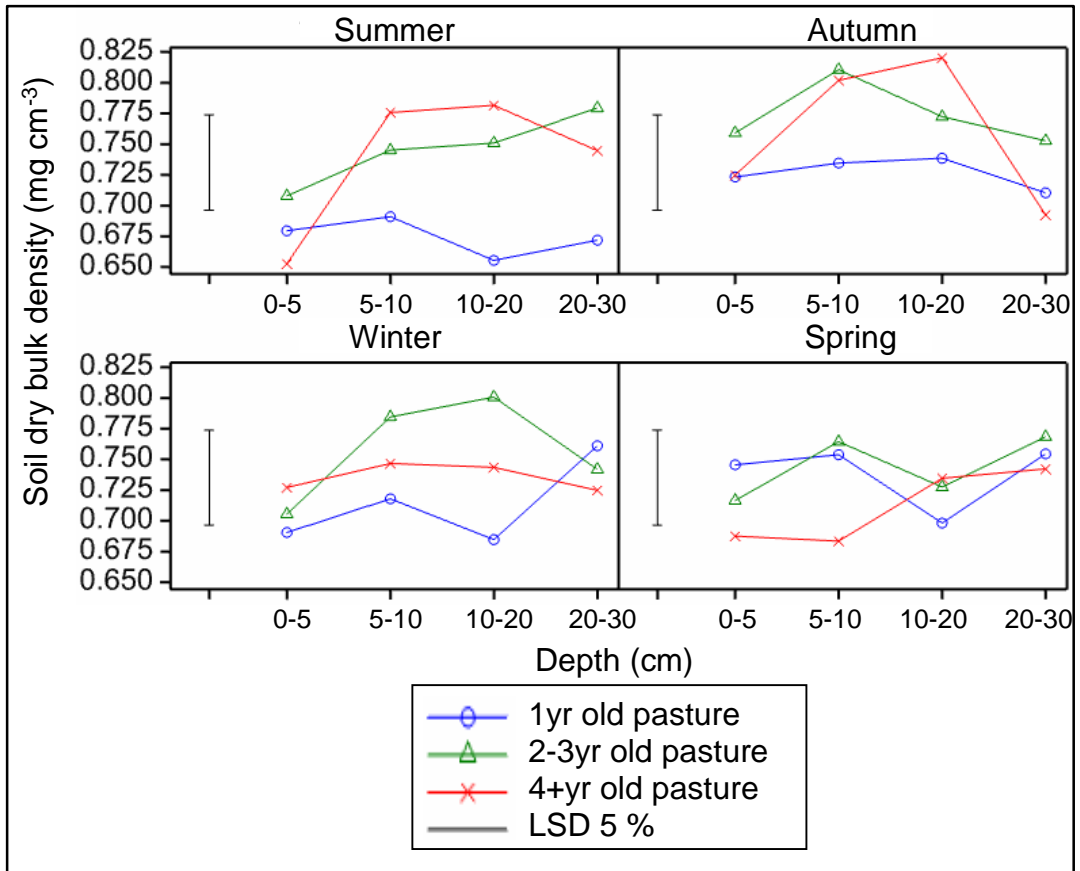 Summer Autumn
Soil dry bulk density (mg cm⁻³)
0.825
0.800
0.775
0.750
0.725
0.700
0.675
0.650
0-5 5-10 10-20 20-30 0-5 5-10 10-20 20-30
Winter Spring
0.825
0.800
0.775
0.750
0.725
0.700
0.675
0.650
0-5 5-10 10-20 20-30 0-5 5-10 10-20 20-30
Depth (cm)
1yr old pasture
2-3yr old pasture
4+yr old pasture
LSD 5 %